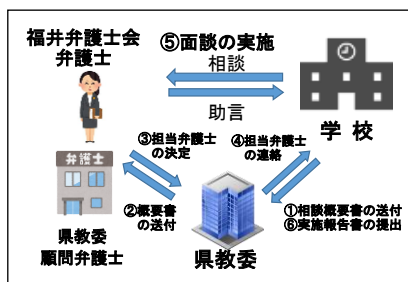 福井弁護士会
弁護士
⑤面談の実施
相談
助言
学校
③担当弁護士
の決定
④担当弁護士
の連絡
弁護士
②概要書
の送付
①相談概要書の送付
⑥実施報告書の提出
県教委
顧問弁護士
県教委